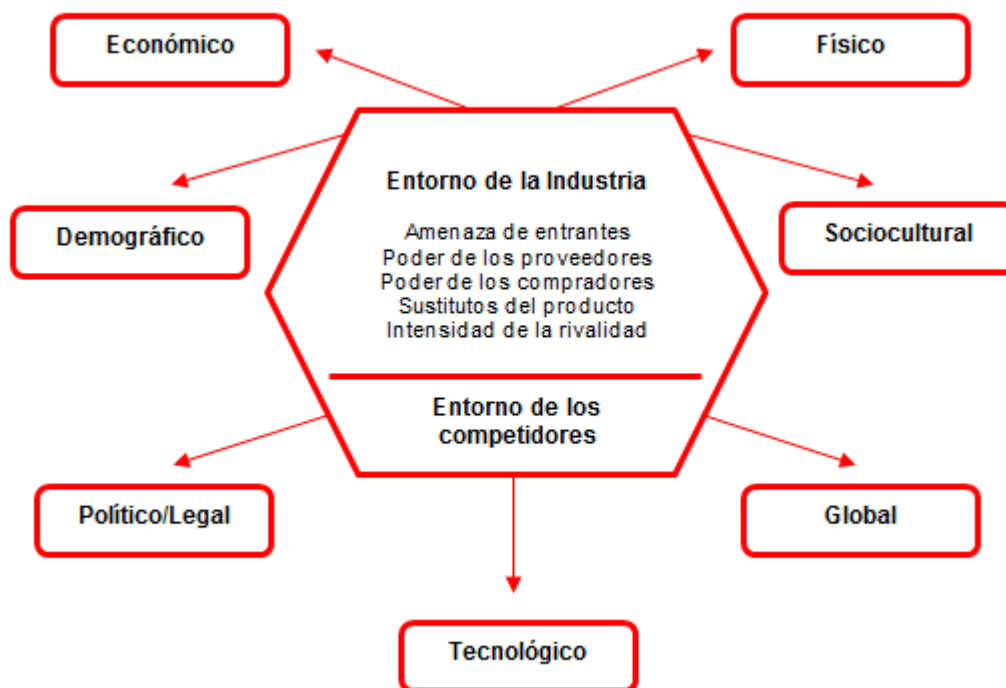 Económico
Físico
Entorno de la Industria
Amenaza de entrantes
Poder de los proveedores
Poder de los compradores
Sustitutos del producto
Intensidad de la rivalidad
Demográfico
Sociocultural
Entorno de los
competidores
Político/Legal
Global
Tecnológico